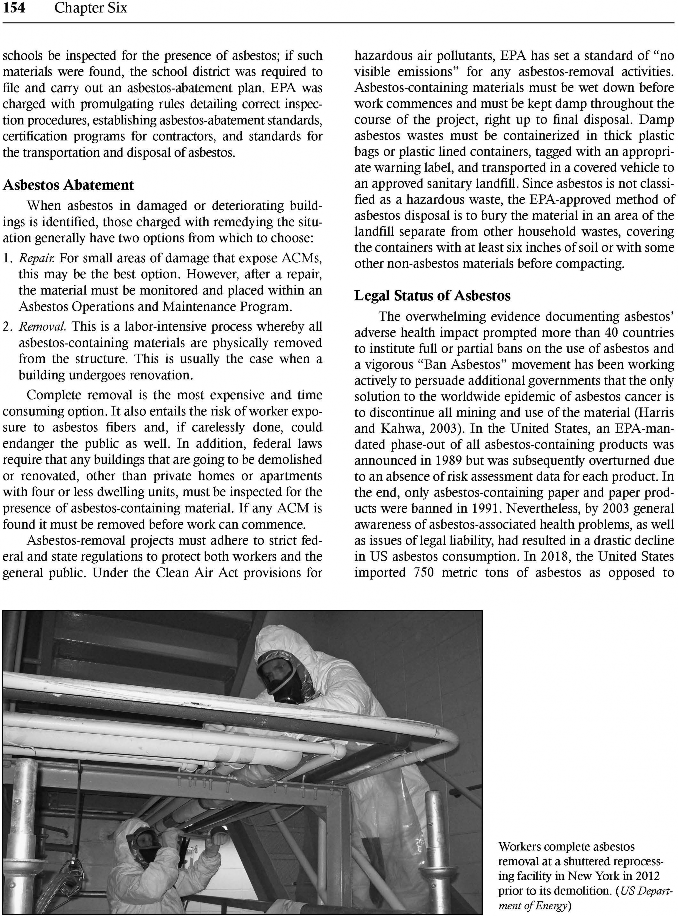 154 Chapter Six
schools be inspected for the presence of asbestos; if such
materials were found, the school district was required to
file and carry out an asbestos-abatement plan. EPA was
charged with promulgating rules detailing correct inspec-
tion procedures, establishing asbestos-abatement standards,
certification programs for contractors, and standards for
the transportation and disposal of asbestos.
Asbestos Abatement
When asbestos in damaged or deteriorating build-
ings is identified, those charged with remedying the situ-
ation generally have two options from which to choose:
1. Repair. For small areas of damage that expose ACMs,
this may be the best option. However, after a repair,
the material must be monitored and placed within an
Asbestos Operations and Maintenance Program.
2. Removal. This is a labor-intensive process whereby all
asbestos-containing materials are physically removed
from the structure. This is usually the case when a
building undergoes renovation.
Complete removal is the most expensive and time
consuming option. It also entails the risk of worker expo-
sure to asbestos fibers and, if carelessly done, could
endanger the public as well. In addition, federal laws
require that any buildings that are going to be demolished
or renovated, other than private homes or apartments
with four or less dwelling units, must be inspected for the
presence of asbestos-containing material. If any ACM is
found it must be removed before work can commence.
Asbestos-removal projects must adhere to strict fed-
eral and state regulations to protect both workers and the
general public. Under the Clean Air Act provisions for
hazardous air pollutants, EPA has set a standard of “no
visible emissions” for any asbestos-removal activities.
Asbestos-containing materials must be wet down before
work commences and must be kept damp throughout the
course of the project, right up to final disposal. Damp
asbestos wastes must be containerized in thick plastic
bags or plastic lined containers, tagged with an appropri-
ate warning label, and transported in a covered vehicle to
an approved sanitary landfill. Since asbestos is not classi-
fied as a hazardous waste, the EPA-approved method of
asbestos disposal is to bury the material in an area of the
landfill separate from other household wastes, covering
the containers with at least six inches of soil or with some
other non-asbestos materials before compacting.
Legal Status of Asbestos
The overwhelming evidence documenting asbestos’
adverse health impact prompted more than 40 countries
to institute full or partial bans on the use of asbestos and
a vigorous “Ban Asbestos” movement has been working
actively to persuade additional governments that the only
solution to the worldwide epidemic of asbestos cancer is
to discontinue all mining and use of the material (Harris
and Kahwa, 2003). In the United States, an EPA-man-
dated phase-out of all asbestos-containing products was
announced in 1989 but was subsequently overturned due
to an absence of risk assessment data for each product. In
the end, only asbestos-containing paper and paper prod-
ucts were banned in 1991. Nevertheless, by 2003 general
awareness of asbestos-associated health problems, as well
as issues of legal liability, had resulted in a drastic decline
in US asbestos consumption. In 2018, the United States
imported 750 metric tons of asbestos as opposed to
Workers complete asbestos
removal at a shuttered reprocess-
ing facility in New York in 2012
prior to its demolition. (US Depart-
ment of Energy)